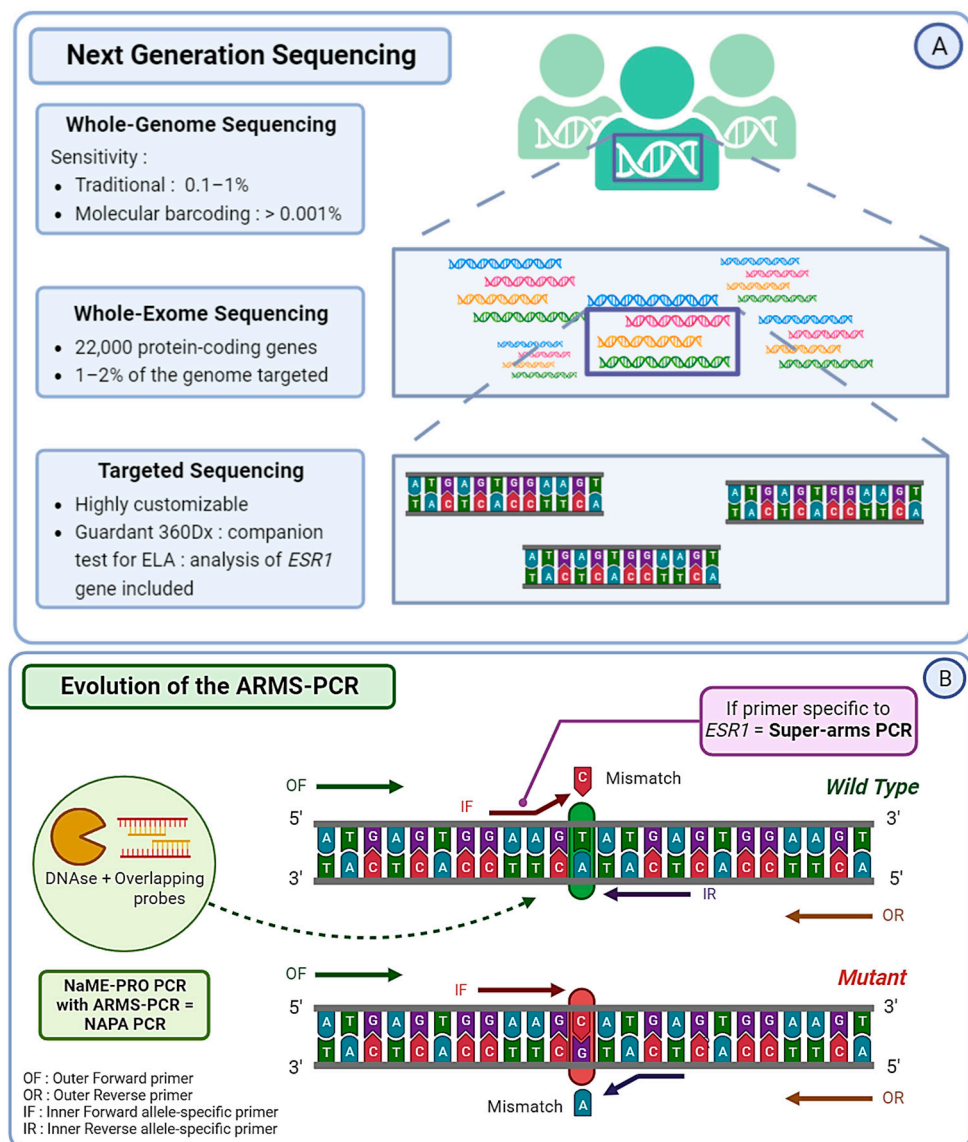 A
Next Generation Sequencing
Whole-Genome Sequencing
Sensitivity :
• Traditional : 0.1–1%
• Molecular barcoding : > 0.001%
Whole-Exome Sequencing
• 22,000 protein-coding genes
• 1–2% of the genome targeted
Targeted Sequencing
• Highly customizable
• Guardant 360Dx : companion
test for ELA : analysis of ESR1
gene included
A T G A G T G G A A G T
T A C T C A C C T T C A
A T G A G T G G A A G T
T A C T C A C C T T C A
A T G A G T G G A A G T
T A C T C A C C T T C A
B
Evolution of the ARMS-PCR
If primer specific to
ESR1 = Super-arms PCR
OF
IF
C
Mismatch
Wild Type
5' 3'
A T G A G T G G A A G T A T G A G T G G A A G T
T A C T C A C C T T C A T A C T C A C C T T C A
3' 5'
IR
OR
DNAse + Overlapping
probes
NaME-PRO PCR
with ARMS-PCR =
NAPA PCR
OF
IF
Mutant
5' 3'
A T G A G T G G A A G C A T G A G T G G A A G T
T A C T C A C C T T C G T A C T C A C C T T C A
3' 5'
Mismatch
A
OR
OF : Outer Forward primer
OR : Outer Reverse primer
IF : Inner Forward allele-specific primer
IR : Inner Reverse allele-specific primer